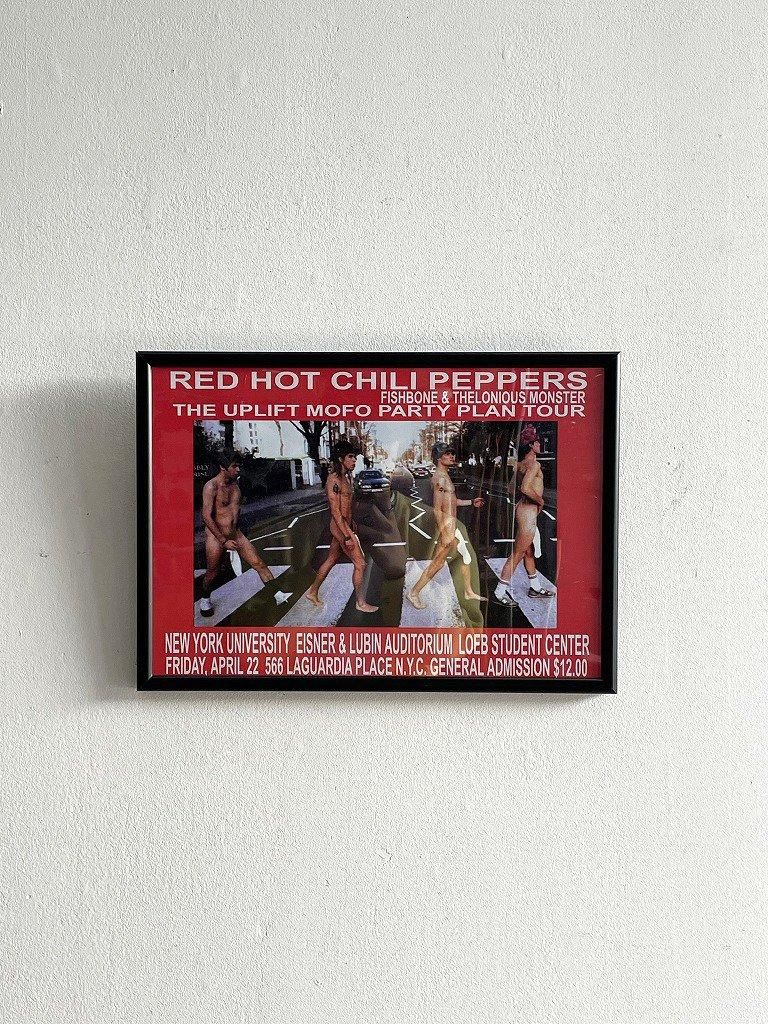 RED HOT CHILI PEPPERS
FISHBONE & THELONIOUS MONSTER
THE UPLIFT MOFO PARTY PLAN TOUR
NEW YORK UNIVERSITY EISNER & LUBIN AUDITORIUM LOEB STUDENT CENTER
FRIDAY, APRIL 22 566 LAGUARDIA PLACE N.Y.C. GENERAL ADMISSION $12.00